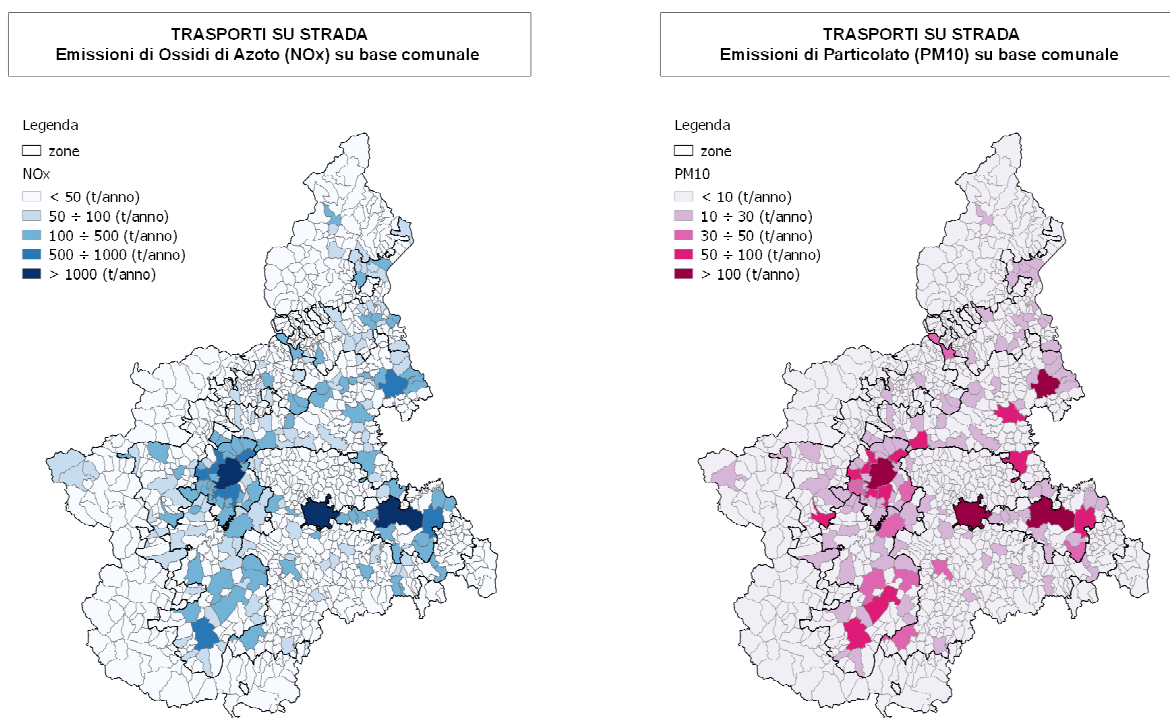 TRASPORTI SU STRADA
Emissioni di Ossidi di Azoto (NOx) su base comunale
Legenda
zone
NOx
< 50 (t/anno)
50 ÷ 100 (t/anno)
100 ÷ 500 (t/anno)
500 ÷ 1000 (t/anno)
> 1000 (t/anno)
TRASPORTI SU STRADA
Emissioni di Particolato (PM10) su base comunale
Legenda
zone
PM10
< 10 (t/anno)
10 ÷ 30 (t/anno)
30 ÷ 50 (t/anno)
50 ÷ 100 (t/anno)
> 100 (t/anno)